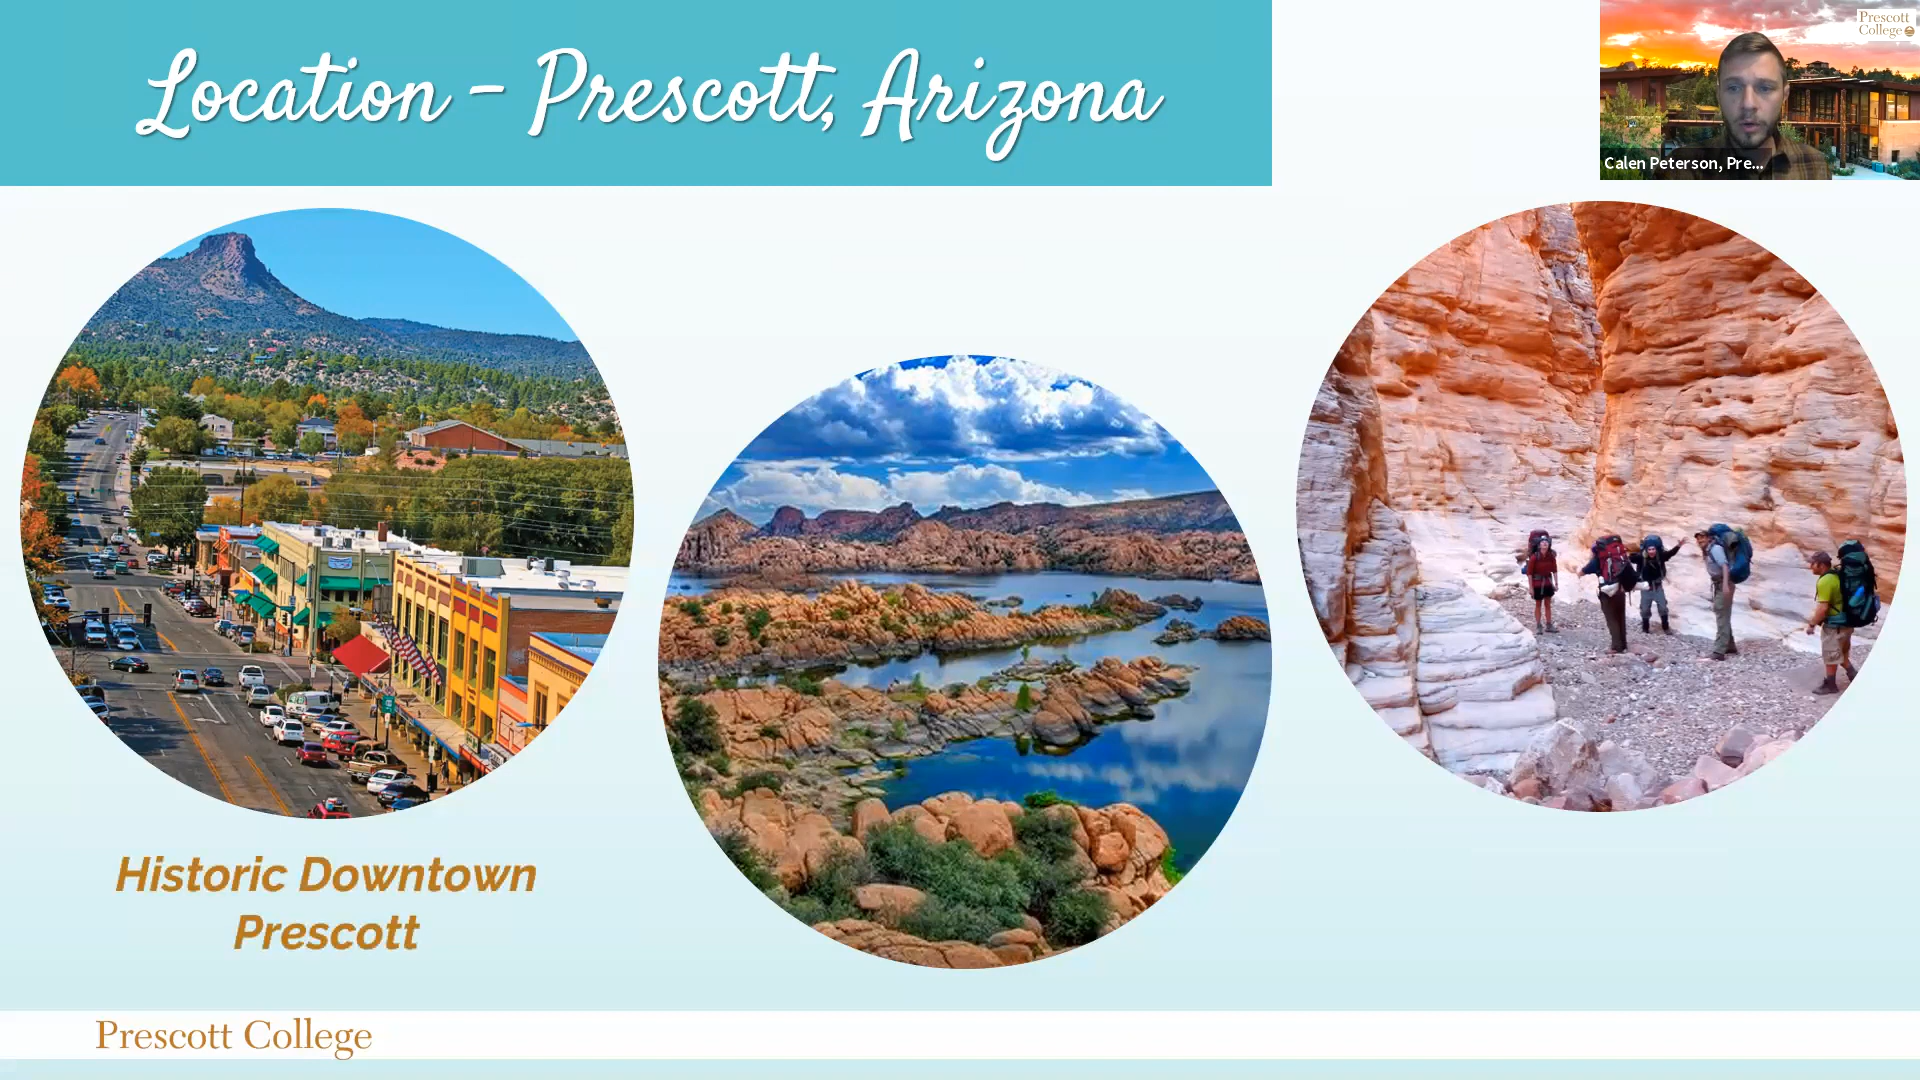 Location - Prescott, Arizona
Prescott
College
Calen Peterson, Pre...
Historic Downtown
Prescott
Prescott College